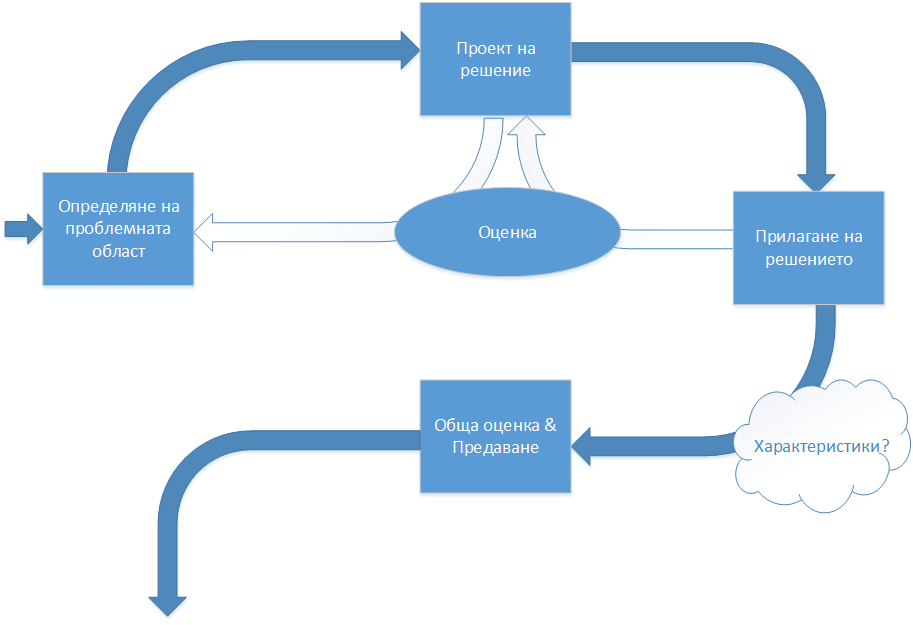 Проект на
решение
Определяне на
проблемната
област
Оценка
Прилагане на
решението
Обща оценка &
Предаване
Характеристики?